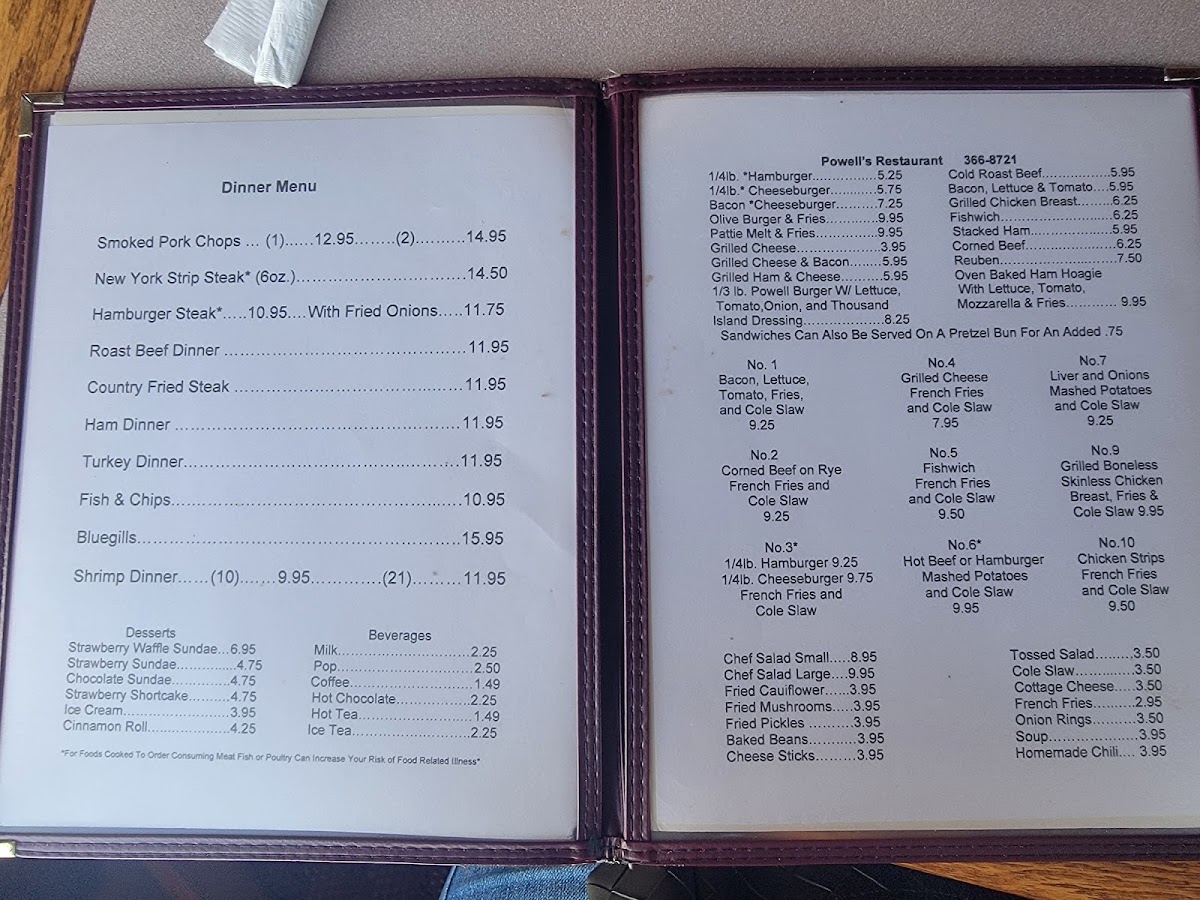 Dinner Menu
Smoked Pork Chops ... (1)......12.95........(2)..........14.95
New York Strip Steak* (6oz.)......................................14.50
Hamburger Steak*.....10.95....With Fried Onions.....11.75
Roast Beef Dinner ....................................................11.95
Country Fried Steak ..................................................11.95
Ham Dinner ..............................................................11.95
Turkey Dinner............................................................11.95
Fish & Chips..............................................................10.95
Bluegills.....................................................................15.95
Shrimp Dinner......(10).......9.95.............(21).........11.95
Desserts
Strawberry Waffle Sundae...6.95
Strawberry Sundae...............4.75
Chocolate Sundae................4.75
Strawberry Shortcake..........4.75
Ice Cream...........................3.95
Cinnamon Roll.....................4.25
Beverages
Milk.................................2.25
Pop..................................2.50
Coffee..............................1.49
Hot Chocolate...................2.25
Hot Tea............................1.49
Ice Tea.............................2.25
*For Foods Cooked To Order Consuming Meat Fish or Poultry Can Increase Your Risk of Food Related Illness*
Powell's Restaurant 366-8721
1/4lb. *Hamburger................5.25
1/4lb.* Cheeseburger............5.75
Bacon *Cheeseburger..........7.25
Olive Burger & Fries.............9.95
Pattie Melt & Fries................9.95
Grilled Cheese.....................3.95
Grilled Cheese & Bacon........5.95
Grilled Ham & Cheese..........5.95
1/3 lb. Powell Burger W/ Lettuce,
Tomato,Onion, and Thousand
Island Dressing....................8.25
Cold Roast Beef.................5.95
Bacon, Lettuce & Tomato....5.95
Grilled Chicken Breast.........6.25
Fishwich............................6.25
Stacked Ham....................5.95
Corned Beef......................6.25
Reuben.............................7.50
Oven Baked Ham Hoagie
With Lettuce, Tomato,
Mozzarella & Fries............ 9.95
Sandwiches Can Also Be Served On A Pretzel Bun For An Added .75
No. 1
Bacon, Lettuce,
Tomato, Fries,
and Cole Slaw
9.25
No.4
Grilled Cheese
French Fries
and Cole Slaw
7.95
No.7
Liver and Onions
Mashed Potatoes
and Cole Slaw
9.25
No.2
Corned Beef on Rye
French Fries and
Cole Slaw
9.25
No.5
Fishwich
French Fries
and Cole Slaw
9.50
No.9
Grilled Boneless
Skinless Chicken
Breast, Fries &
Cole Slaw 9.95
No.3*
1/4lb. Hamburger 9.25
1/4lb. Cheeseburger 9.75
French Fries and
Cole Slaw
No.6*
Hot Beef or Hamburger
Mashed Potatoes
and Cole Slaw
9.95
No.10
Chicken Strips
French Fries
and Cole Slaw
9.50
Chef Salad Small.....8.95
Chef Salad Large....9.95
Fried Cauiflower......3.95
Fried Mushrooms.....3.95
Fried Pickles ...........3.95
Baked Beans...........3.95
Cheese Sticks.........3.95
Tossed Salad.........3.50
Cole Slaw...............3.50
Cottage Cheese.....3.50
French Fries..........2.95
Onion Rings..........3.50
Soup.....................3.95
Homemade Chili.... 3.95